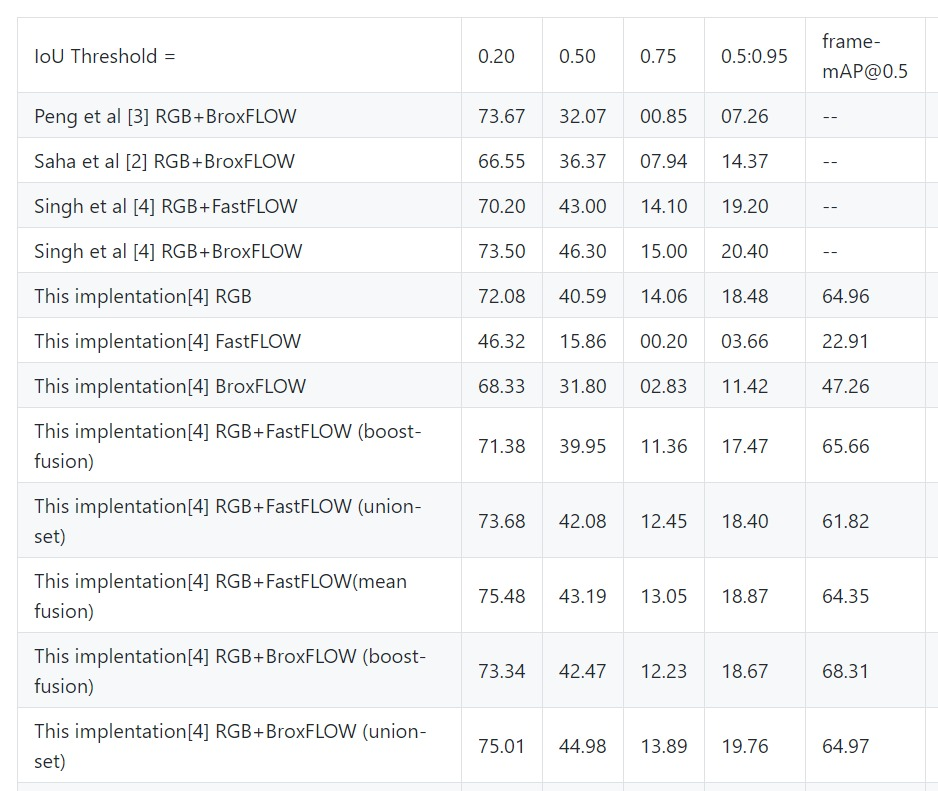 IoU Threshold = 0.20 0.50 0.75 0.5:0.95 frame-
mAP@0.5
Peng et al [3] RGB+BroxFLOW 73.67 32.07 00.85 07.26 --
Saha et al [2] RGB+BroxFLOW 66.55 36.37 07.94 14.37 --
Singh et al [4] RGB+FastFLOW 70.20 43.00 14.10 19.20 --
Singh et al [4] RGB+BroxFLOW 73.50 46.30 15.00 20.40 --
This implentation[4] RGB 72.08 40.59 14.06 18.48 64.96
This implentation[4] FastFLOW 46.32 15.86 00.20 03.66 22.91
This implentation[4] BroxFLOW 68.33 31.80 02.83 11.42 47.26
This implentation[4] RGB+FastFLOW (boost-
fusion) 71.38 39.95 11.36 17.47 65.66
This implentation[4] RGB+FastFLOW (union-
set) 73.68 42.08 12.45 18.40 61.82
This implentation[4] RGB+FastFLOW(mean
fusion) 75.48 43.19 13.05 18.87 64.35
This implentation[4] RGB+BroxFLOW (boost-
fusion) 73.34 42.47 12.23 18.67 68.31
This implentation[4] RGB+BroxFLOW (union-
set) 75.01 44.98 13.89 19.76 64.97